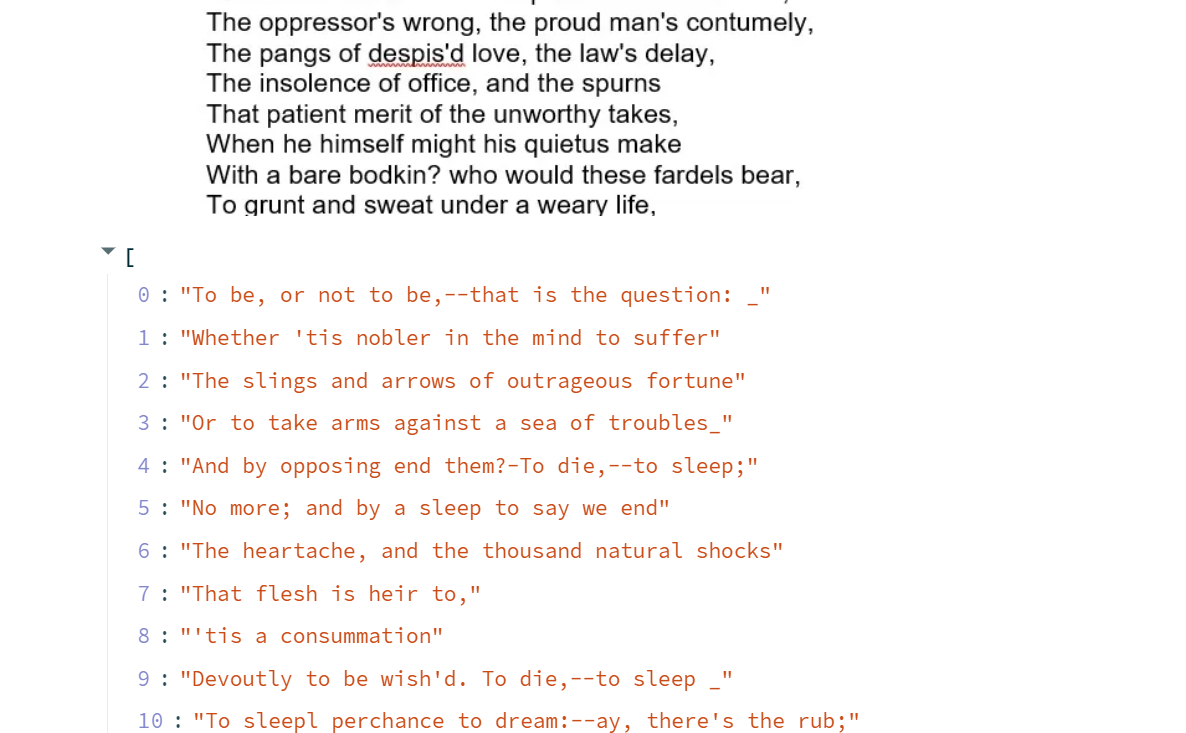 The oppressor's wrong, the proud man's contumely,
The pangs of despis'd love, the law's delay,
The insolence of office, and the spurns
That patient merit of the unworthy takes,
When he himself might his quietus make
With a bare bodkin? who would these fardels bear,
To grunt and sweat under a weary life,
[
0 : "To be, or not to be,--that is the question: _"
1 : "Whether 'tis nobler in the mind to suffer"
2 : "The slings and arrows of outrageous fortune"
3 : "Or to take arms against a sea of troubles_"
4 : "And by opposing end them?-To die,--to sleep;"
5 : "No more; and by a sleep to say we end"
6 : "The heartache, and the thousand natural shocks"
7 : "That flesh is heir to,"
8 : "'tis a consummation"
9 : "Devoutly to be wish'd. To die,--to sleep _"
10 : "To sleepl perchance to dream:--ay, there's the rub;"